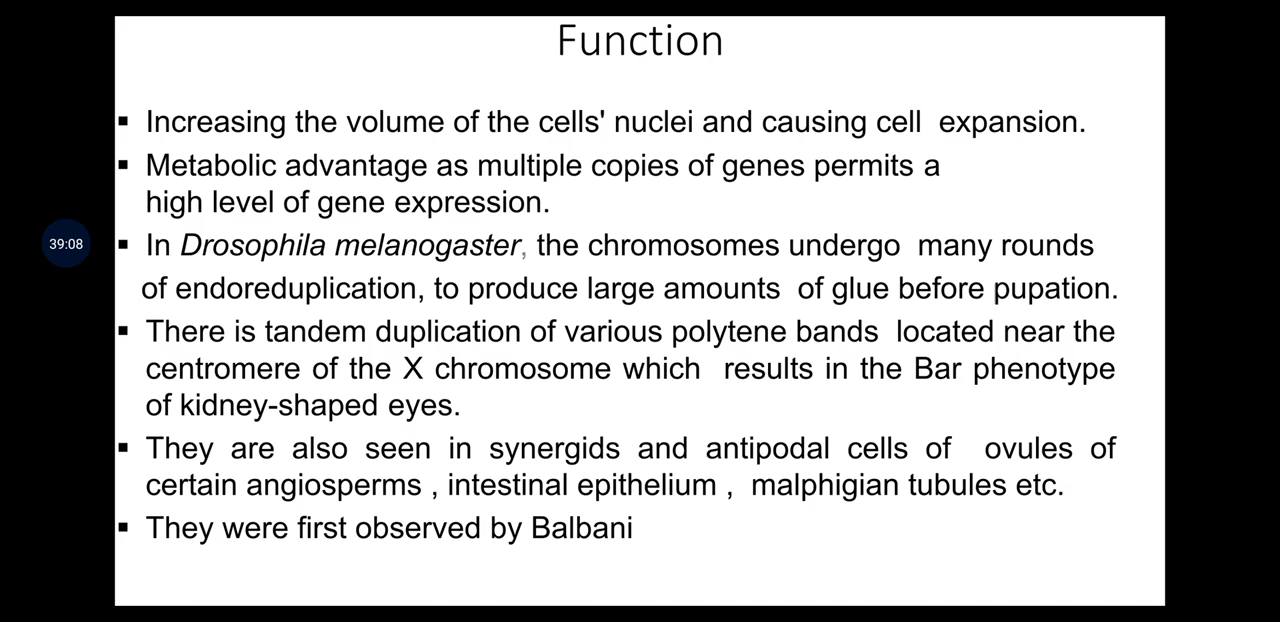 Function
▪ Increasing the volume of the cells' nuclei and causing cell expansion.
▪ Metabolic advantage as multiple copies of genes permits a
high level of gene expression.
39:08
▪ In Drosophila melanogaster, the chromosomes undergo many rounds
of endoreduplication, to produce large amounts of glue before pupation.
▪ There is tandem duplication of various polytene bands located near the
centromere of the X chromosome which results in the Bar phenotype
of kidney-shaped eyes.
▪ They are also seen in synergids and antipodal cells of ovules of
certain angiosperms , intestinal epithelium , malphigian tubules etc.
▪ They were first observed by Balbani